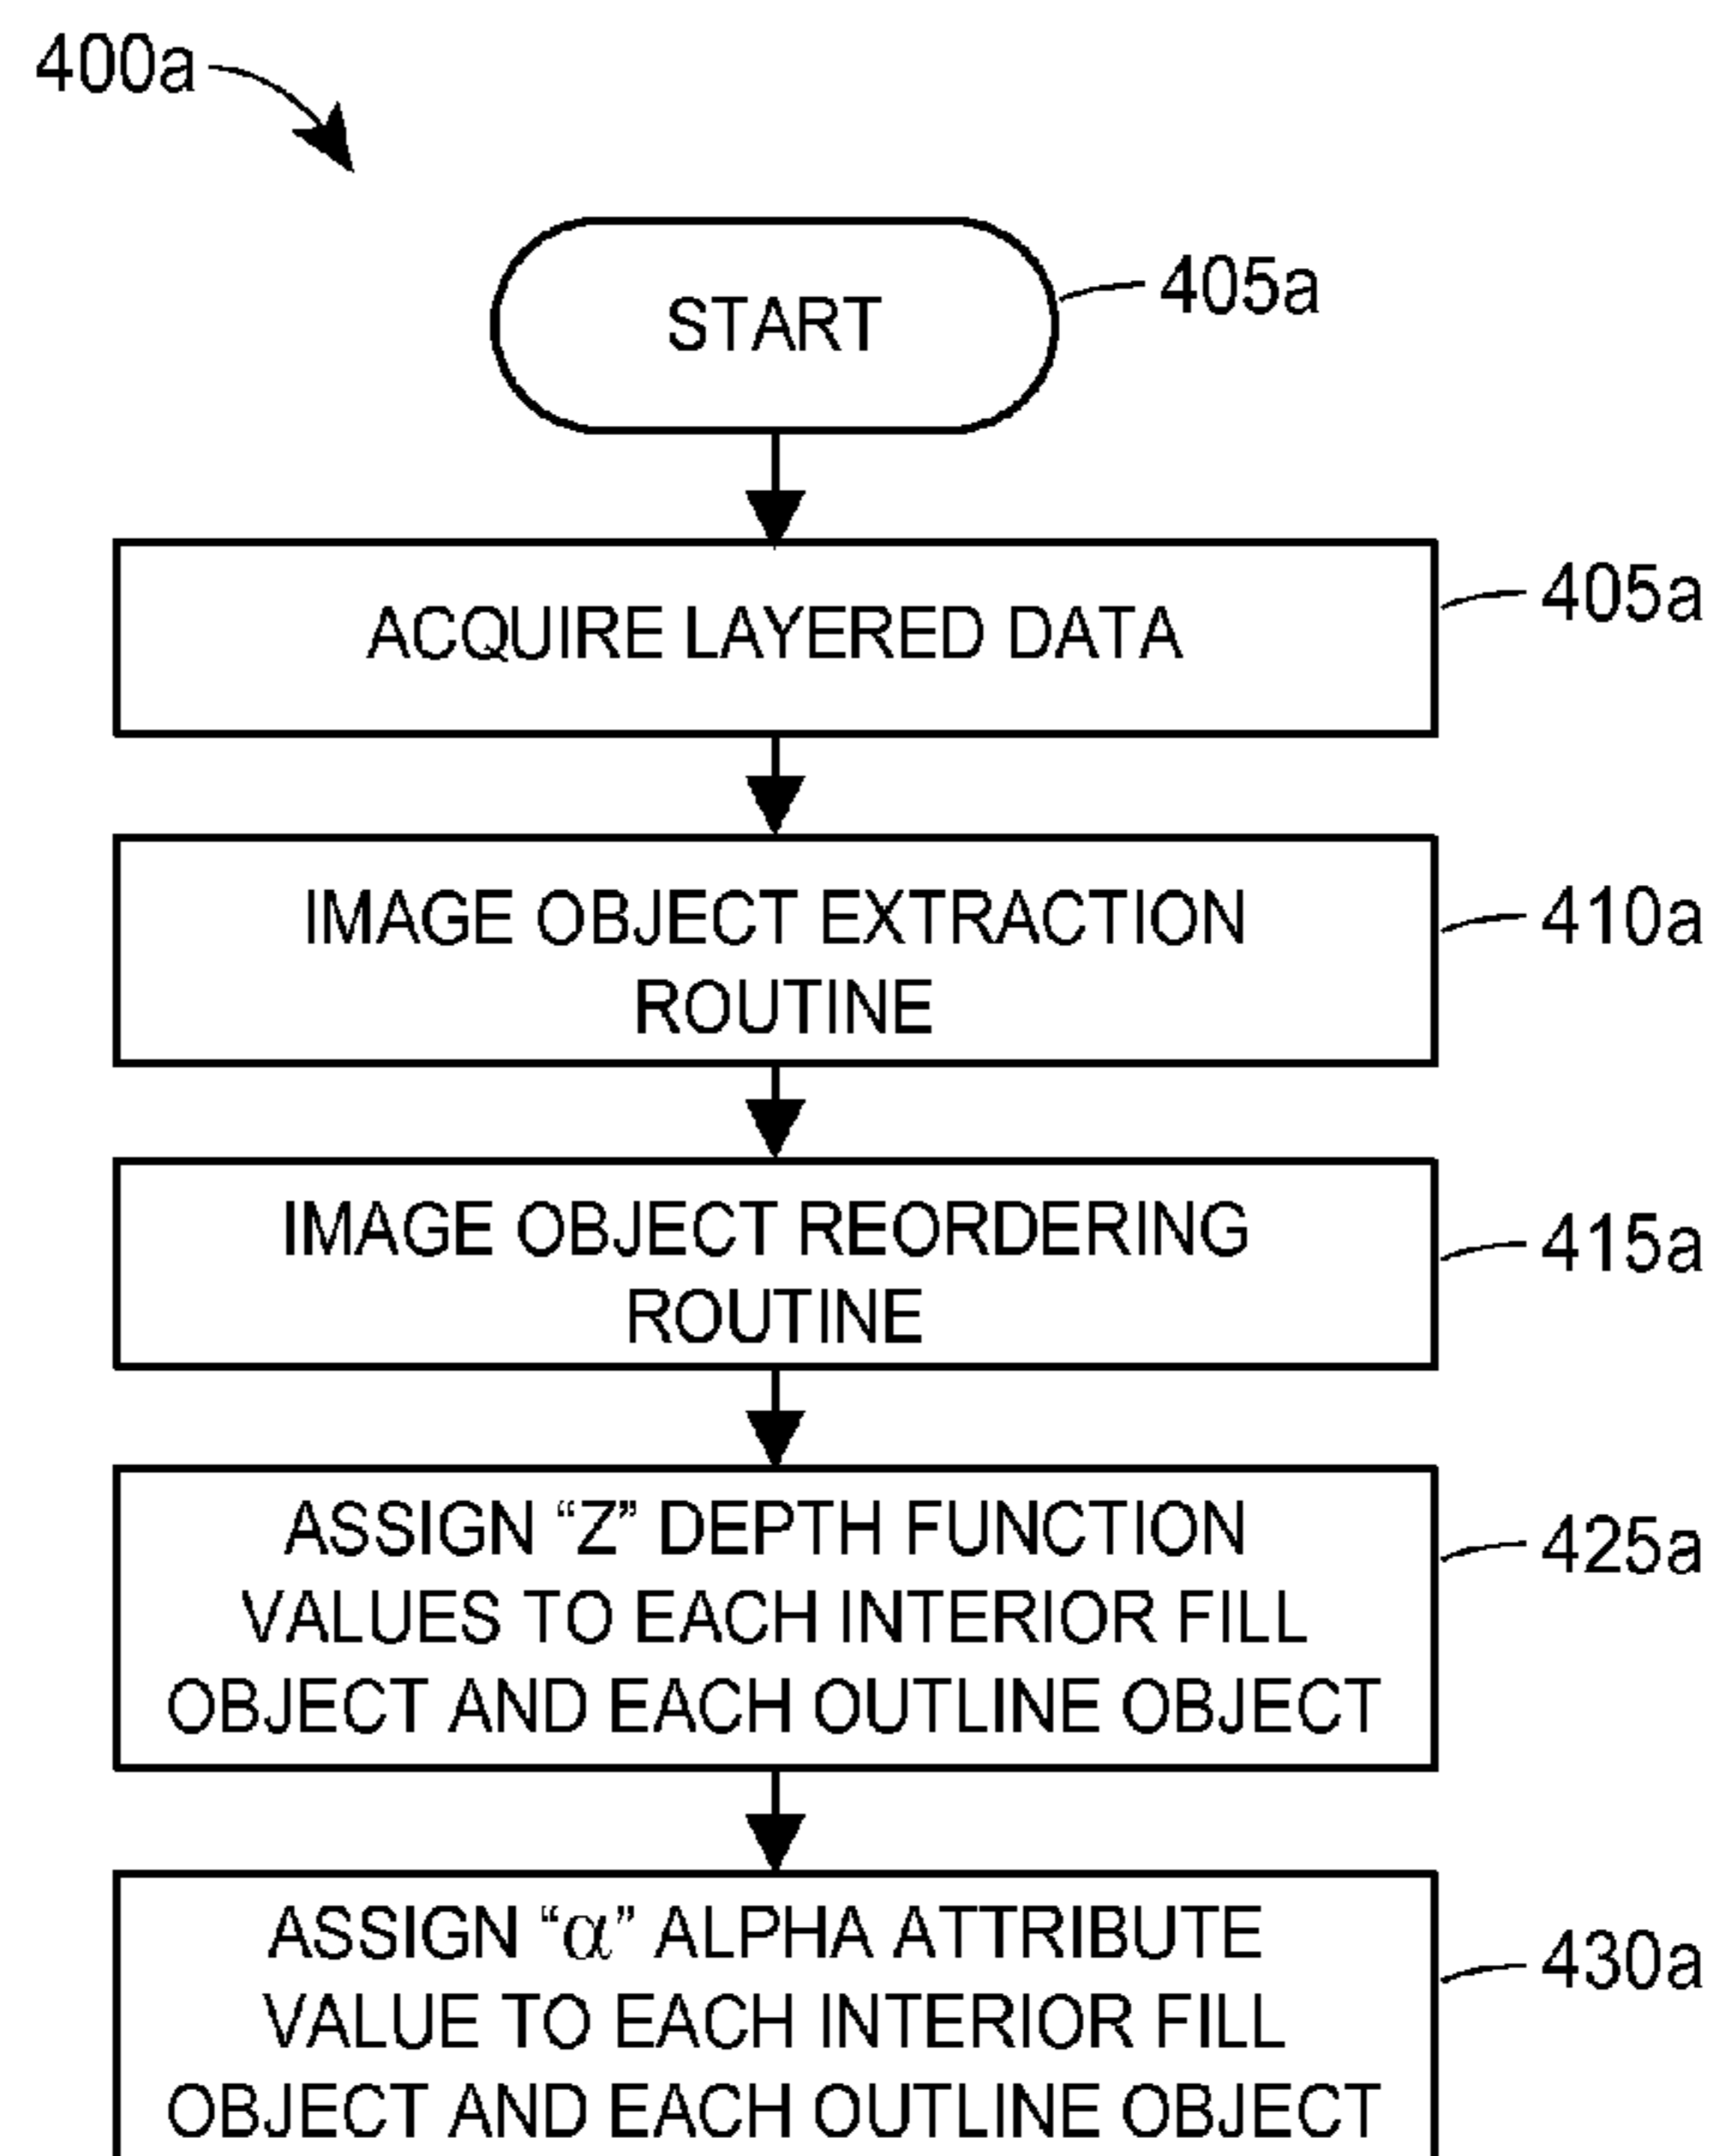 400a
START
405a
ACQUIRE LAYERED DATA
405a
IMAGE OBJECT EXTRACTION
ROUTINE
410a
IMAGE OBJECT REORDERING
ROUTINE
415a
ASSIGN “Z” DEPTH FUNCTION
VALUES TO EACH INTERIOR FILL
OBJECT AND EACH OUTLINE OBJECT
425a
ASSIGN “α” ALPHA ATTRIBUTE
VALUE TO EACH INTERIOR FILL
OBJECT AND EACH OUTLINE OBJECT
430a